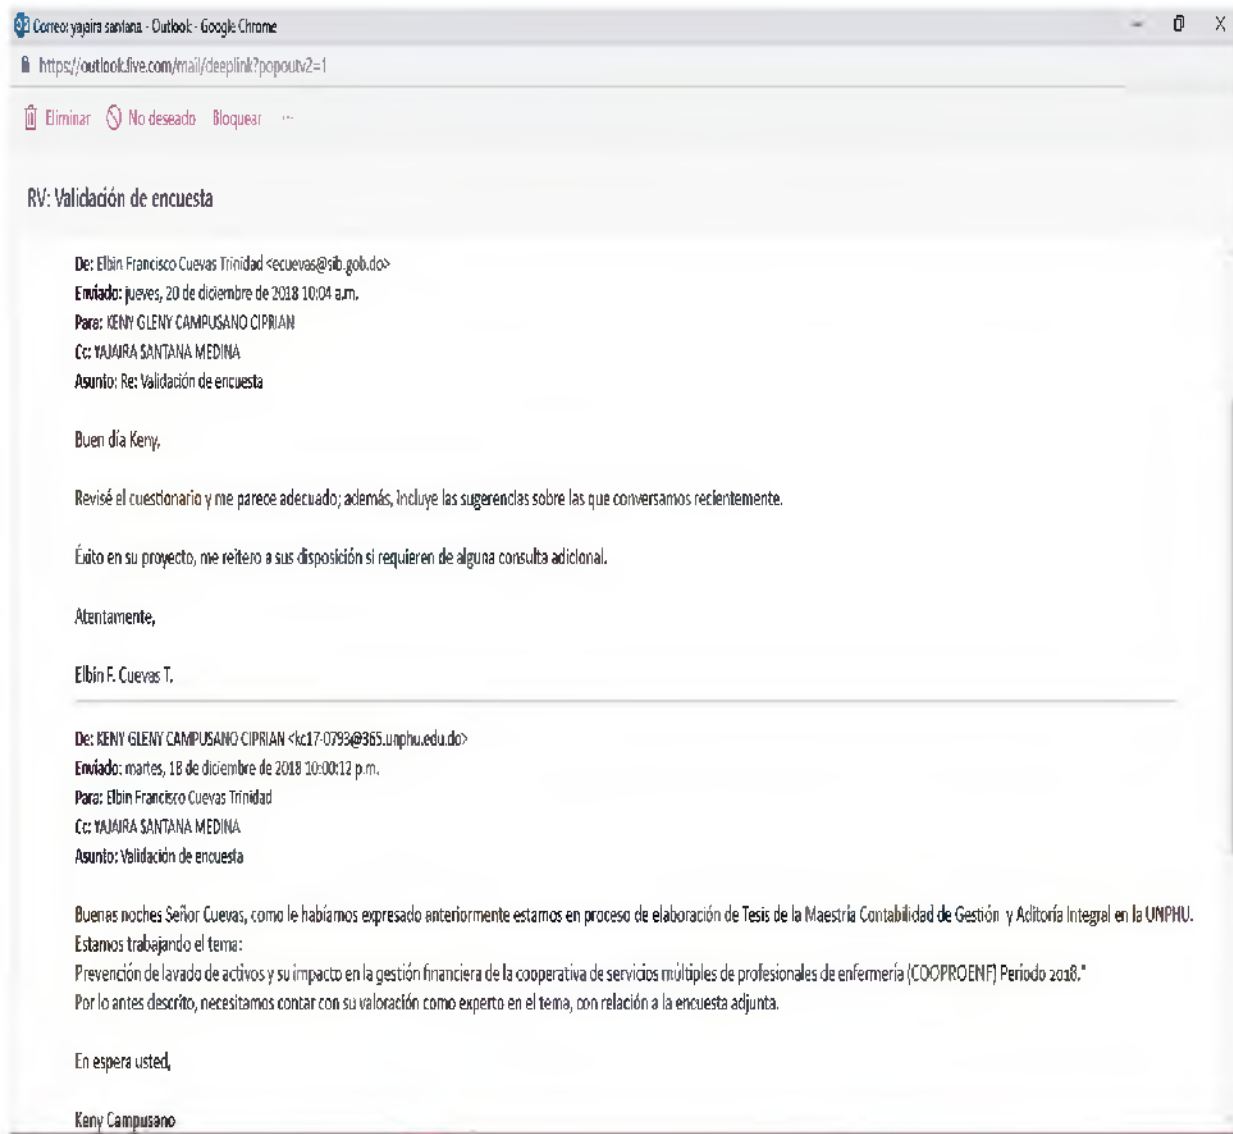 Correo: yajaira santana - Outlook - Google Chrome
https://outlook.live.com/mail/deeplink?popoutv2=1
Eliminar No deseado Bloquear ...
RV: Validación de encuesta
De: Elbin Francisco Cuevas Trinidad <ecuevas@sib.gob.do>
Enviado: jueves, 20 de diciembre de 2018 10:04 a.m.
Para: KENY GLENY CAMPUSANO CIPRIAN
Cc: YAJAIRA SANTANA MEDINA
Asunto: Re: Validación de encuesta
Buen día Keny,
Revisé el cuestionario y me parece adecuado; además, incluye las sugerencias sobre las que conversamos recientemente.
Éxito en su proyecto, me reitero a sus disposición si requieren de alguna consulta adicional.
Atentamente,
Elbin F. Cuevas T.
De: KENY GLENY CAMPUSANO CIPRIAN <kc17-0793@365.unphu.edu.do>
Enviado: martes, 18 de diciembre de 2018 10:00:12 p.m.
Para: Elbin Francisco Cuevas Trinidad
Cc: YAJAIRA SANTANA MEDINA
Asunto: Validación de encuesta
Buenas noches Señor Cuevas, como le habíamos expresado anteriormente estamos en proceso de elaboración de Tesis de la Maestría Contabilidad de Gestión y Aditoría Integral en la UNPHU.
Estamos trabajando el tema:
Prevención de lavado de activos y su impacto en la gestión financiera de la cooperativa de servicios múltiples de profesionales de enfermería (COOPROENF) Período 2018."
Por lo antes descrito, necesitamos contar con su valoración como experto en el tema, con relación a la encuesta adjunta.
En espera usted,
Keny Campusano